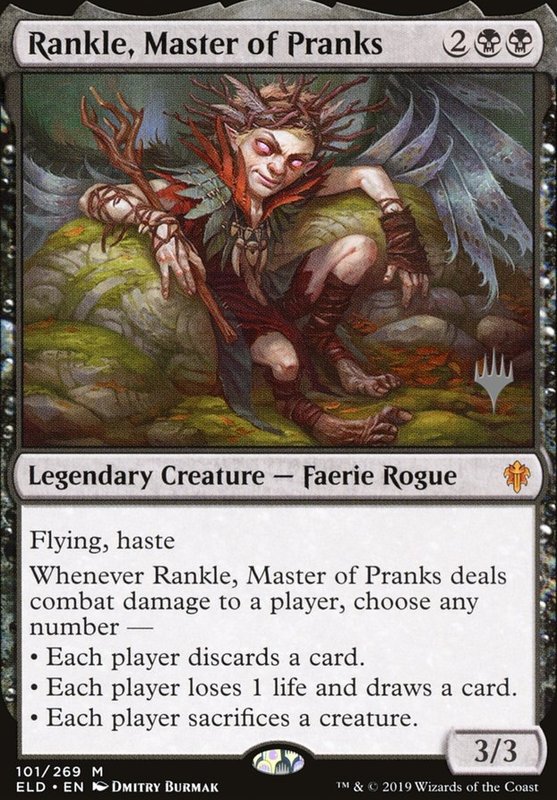 Rankle, Master of Pranks 2
Legendary Creature — Faerie Rogue
Flying, haste
Whenever Rankle, Master of Pranks deals
combat damage to a player, choose any
number —
• Each player discards a card.
• Each player loses 1 life and draws a card.
• Each player sacrifices a creature.
3/3
101/269 M
ELD • EN Dmitry Burmak
™ & © 2019 Wizards of the Coast